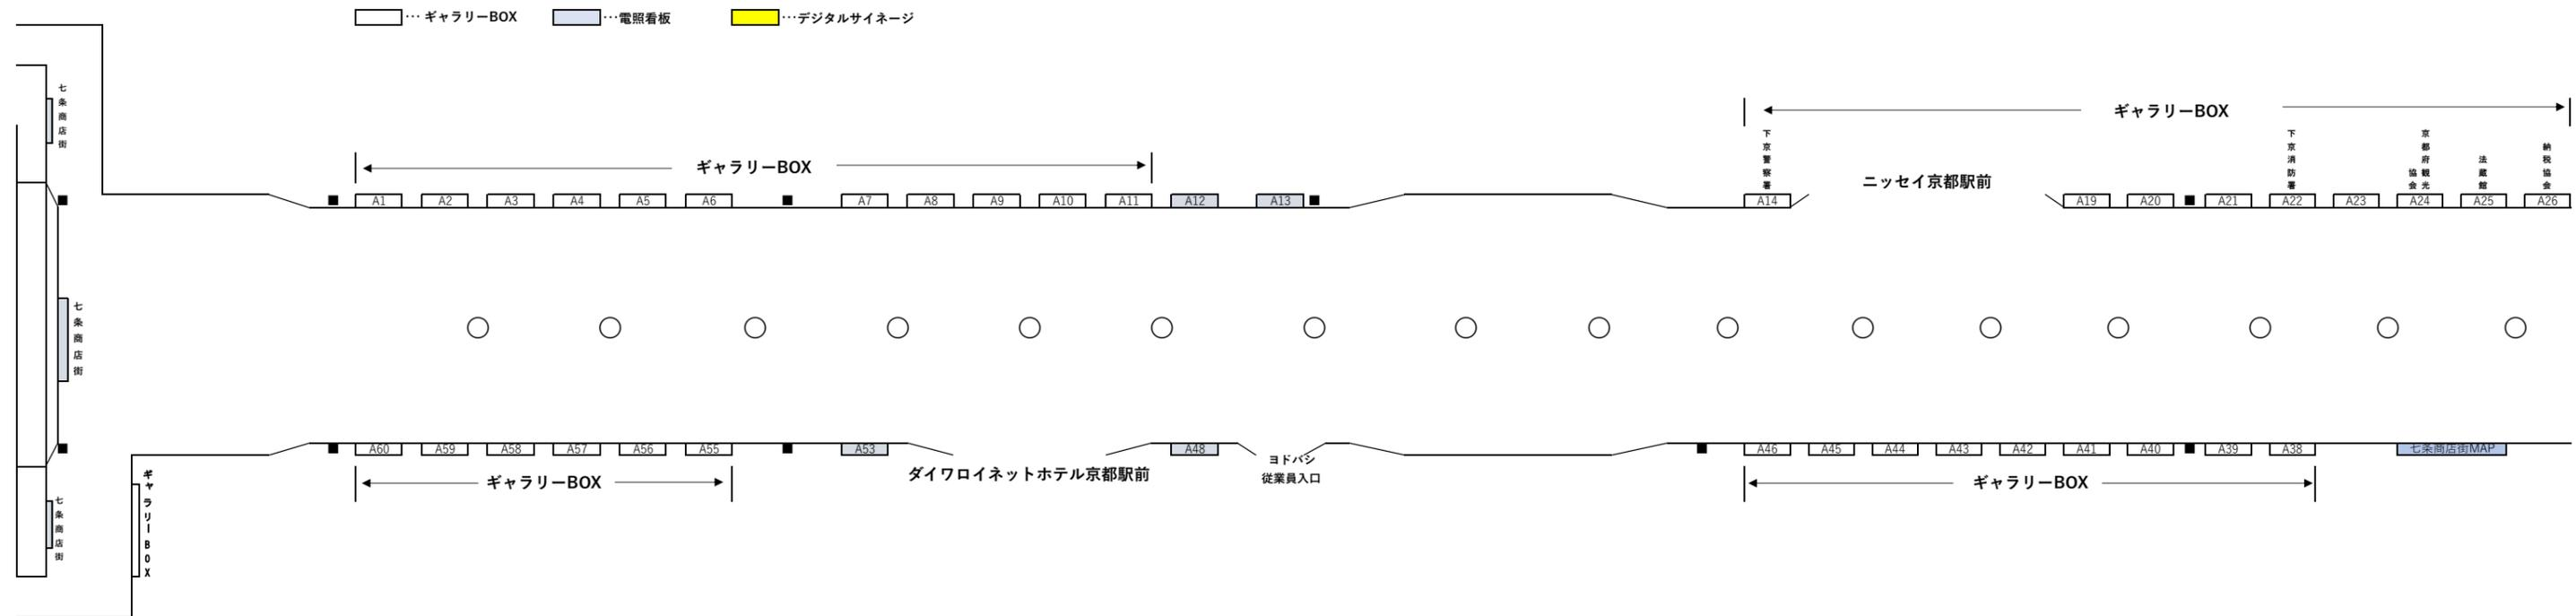 …ギャラリーBOX
…電照看板
…デジタルサイネージ
七条商店街
ギャラリーBOX
ギャラリーBOX
下京警察署
ニッセイ京都駅前
下京消防署
京都府観光
協会
法蔵館
納税協会
A1 A2 A3 A4 A5 A6 A7 A8 A9 A10 A11 A12 A13 A14 A19 A20 A21 A22 A23 A24 A25 A26
七条商店街
A60 A59 A58 A57 A56 A55 A53 A48 A46 A45 A44 A43 A42 A41 A40 A39 A38 七条商店街MAP
ギャラリーBOX
ダイワロイネットホテル京都駅前
ヨドバシ
従業員入口
ギャラリーBOX
七条商店街
ギャラリーBOX